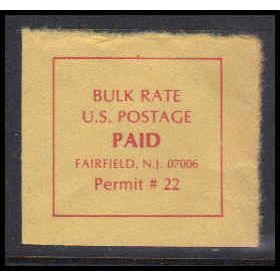 BULK RATE
U.S. POSTAGE
PAID
FAIRFIELD, N.J. 07006
Permit # 22